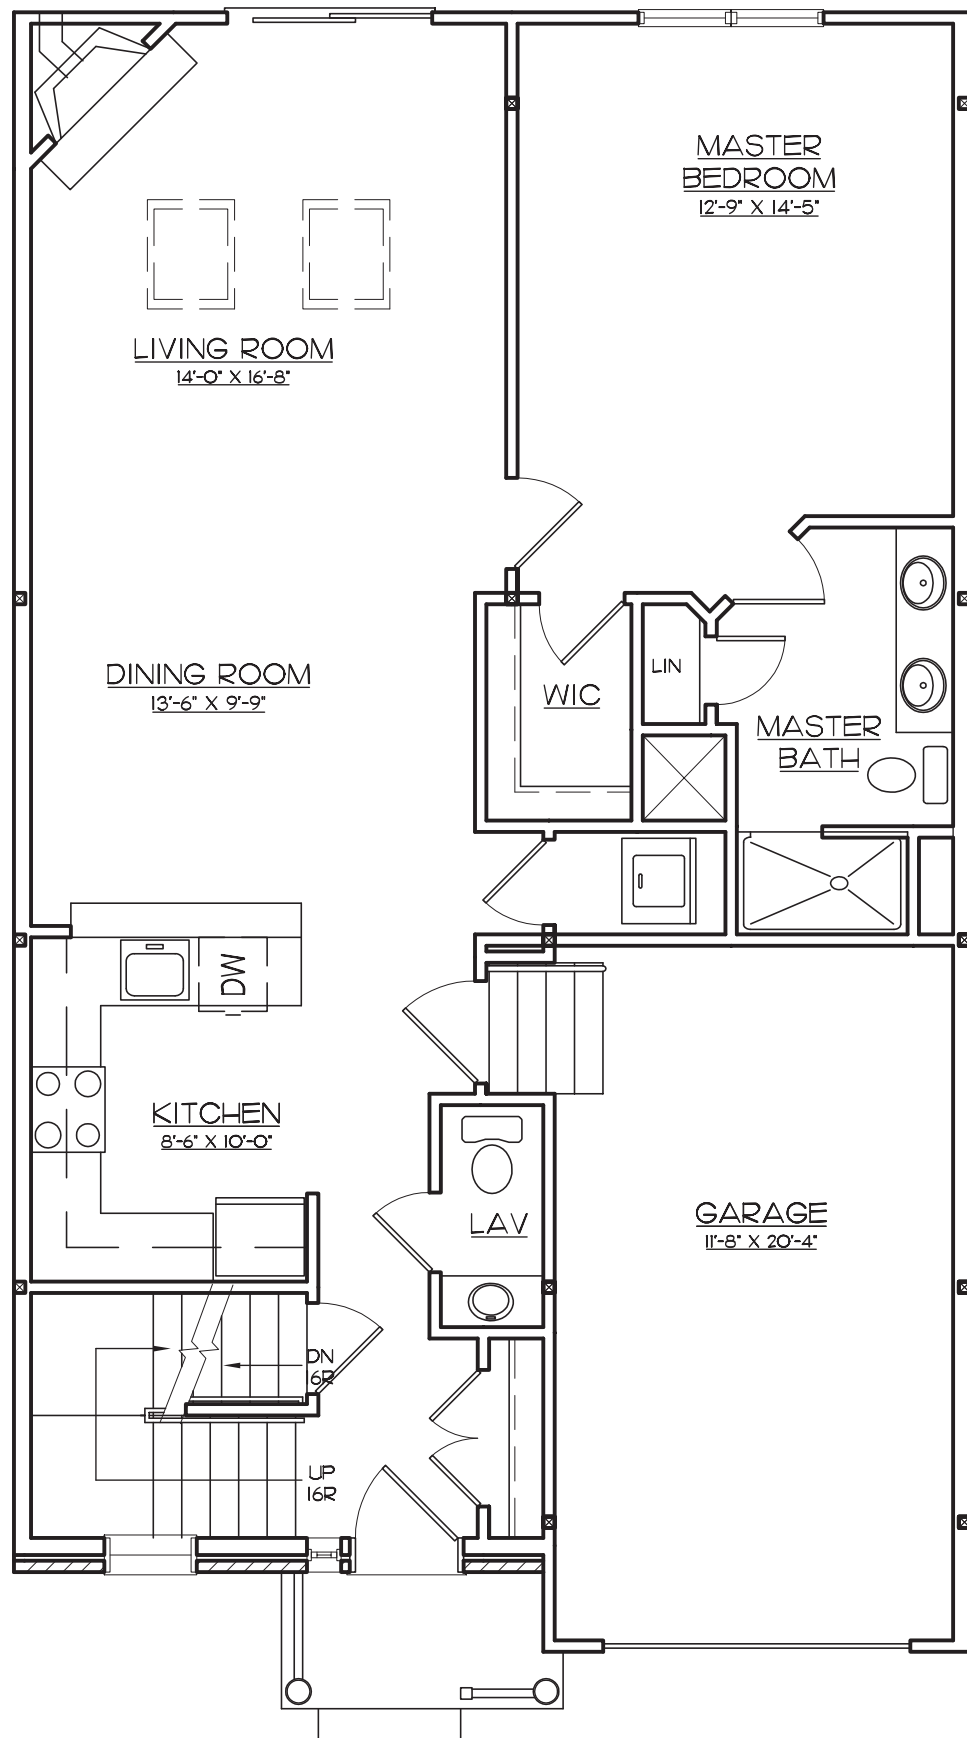 MASTER
BEDROOM
12'-9" X 14'-5"
LIVING ROOM
14'-0" X 16'-8"
DINING ROOM
13'-6" X 9'-9"
WIC
LIN
MASTER
BATH
DW
KITCHEN
8'-6" X 10'-0"
LAV
GARAGE
11'-8" X 20'-4"
DN
16R
UP
16R